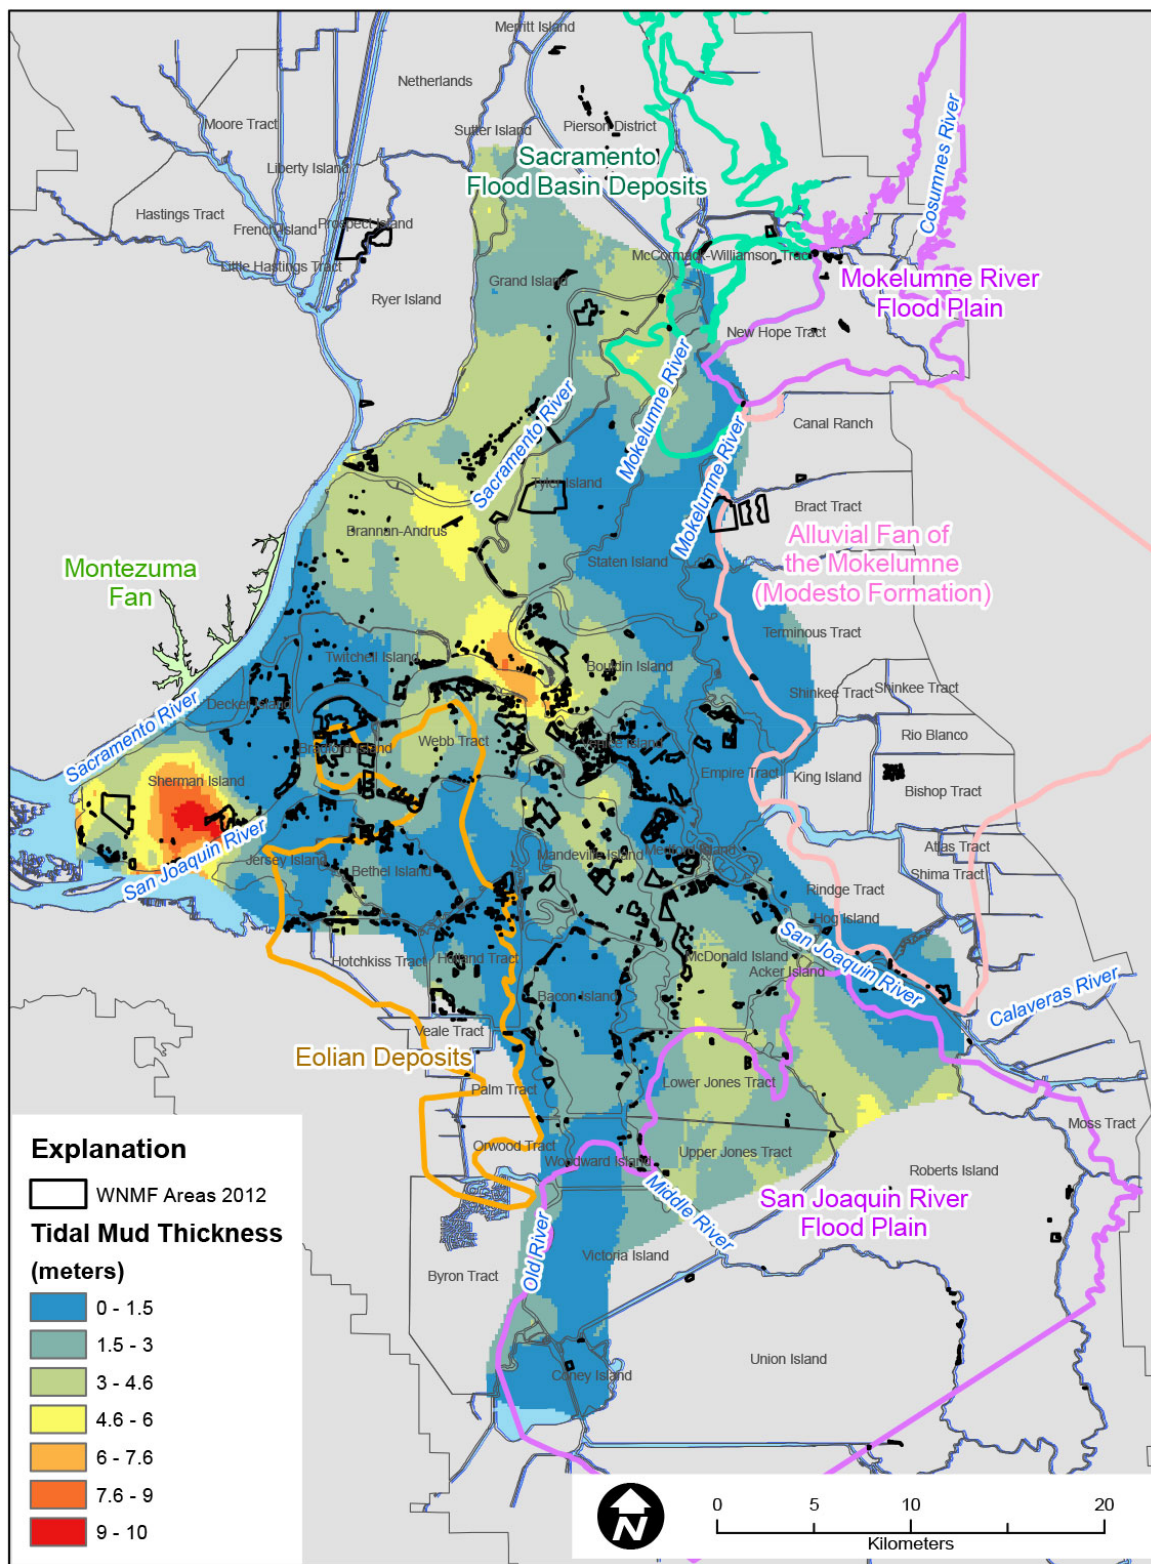 Merritt Island
Netherlands
Moore Tract
Sutter Island
Pierson District
Sacramento
Flood Basin Deposits
Liberty Island
Cosumnes River
Hastings Tract
French Island
Prospect Island
Little Hastings Tract
McCormack-Williamson Tract
Ryer Island
Grand Island
Mokelumne River
Flood Plain
New Hope Tract
Mokelumne River
Sacramento River
Canal Ranch
Mokelumne River
Tyler Island
Bract Tract
Brannan-Andrus
Alluvial Fan of
the Mokelumne
(Modesto Formation)
Montezuma
Fan
Staten Island
Terminous Tract
Twitchell Island
Bouldin Island
Shinkee Tract
Shinkee Tract
Decker Island
Sacramento River
Bradford Island
Webb Tract
Venice Island
Rio Blanco
Empire Tract
King Island
Sherman Island
Bishop Tract
San Joaquin River
Jersey Island
Bethel Island
Mandeville Island
Medford Island
Atlas Tract
Shima Tract
Rindge Tract
Hog Island
Hotchkiss Tract
Holland Tract
McDonald Island
Acker Island
San Joaquin River
Bacon Island
Calaveras River
Veale Tract
Eolian Deposits
Palm Tract
Lower Jones Tract
Moss Tract
Orwood Tract
Woodward Island
Upper Jones Tract
Roberts Island
Middle River
San Joaquin River
Flood Plain
Old River
Victoria Island
Byron Tract
Union Island
Coney Island
Explanation
WNMF Areas 2012
Tidal Mud Thickness
(meters)
0 - 1.5
1.5 - 3
3 - 4.6
4.6 - 6
6 - 7.6
7.6 - 9
9 - 10
N
0 5 10 20
Kilometers